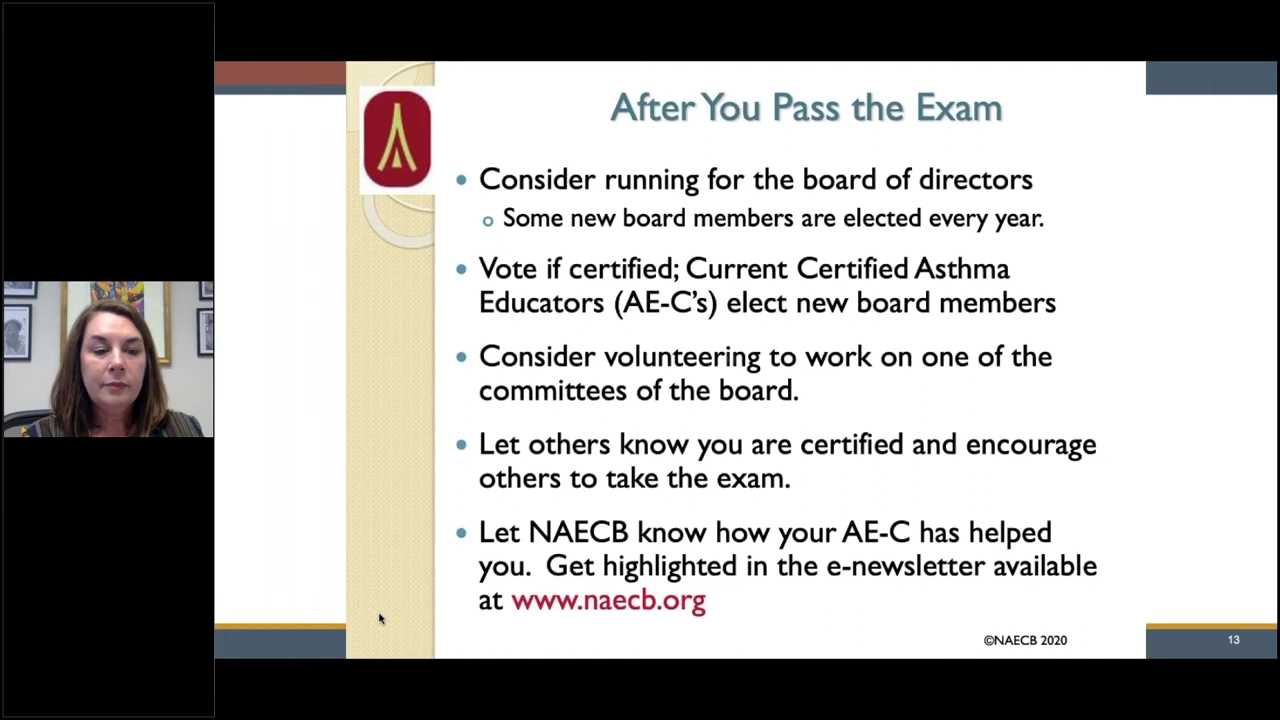 After You Pass the Exam
• Consider running for the board of directors
o Some new board members are elected every year.
• Vote if certified; Current Certified Asthma
Educators (AE-C’s) elect new board members
• Consider volunteering to work on one of the
committees of the board.
• Let others know you are certified and encourage
others to take the exam.
• Let NAECB know how your AE-C has helped
you.  Get highlighted in the e-newsletter available
at www.naecb.org
©NAECB 2020
13